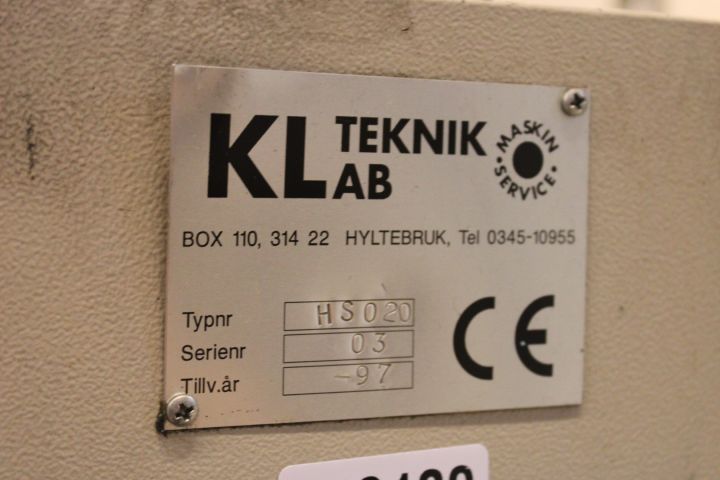 KL TEKNIK AB
MASKIN SERVICE
BOX 110, 314 22 HYLTEBRUK, Tel 0345-10955
Typnr HS020
Serienr 03
Tillv.år -97
CE